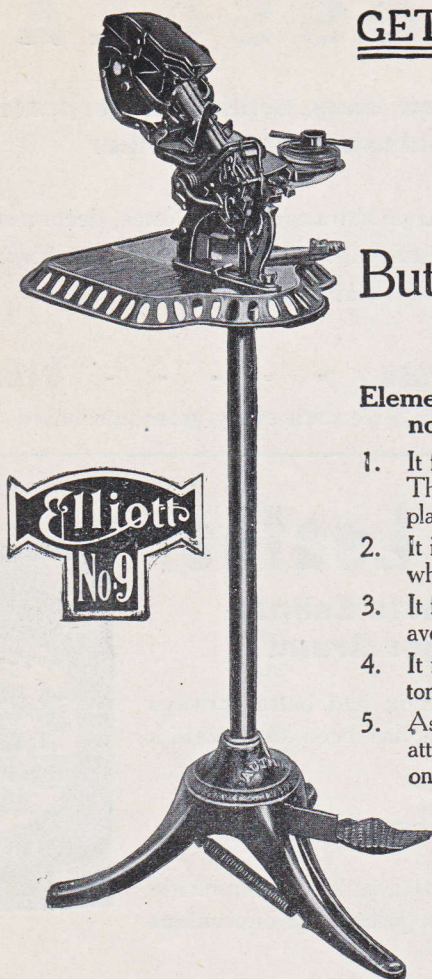 GET
But
Eleme
no
1. It
Th
pla
2. It i
wh
3. It
ave
4. It
ton
5. As
att
on
Elliott
No. 9
AUTO